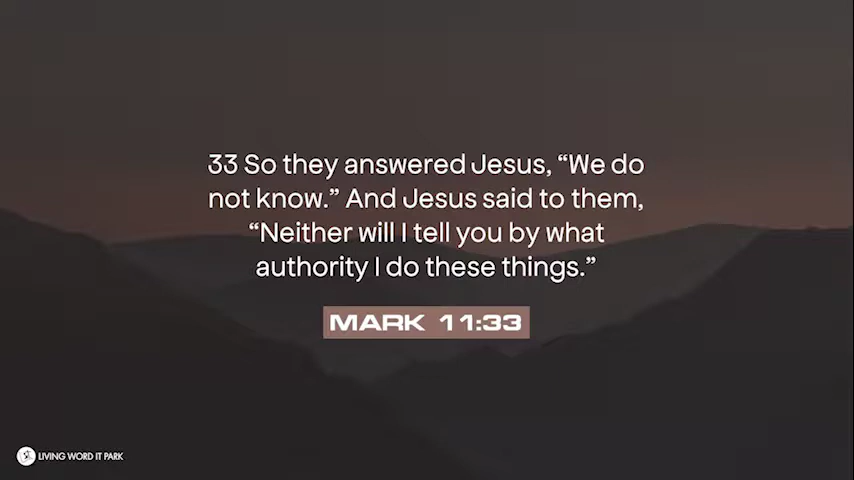 33 So they answered Jesus, “We do
not know.” And Jesus said to them,
“Neither will I tell you by what
authority I do these things.”
MARK 11:33
LIVING WORD IT PARK